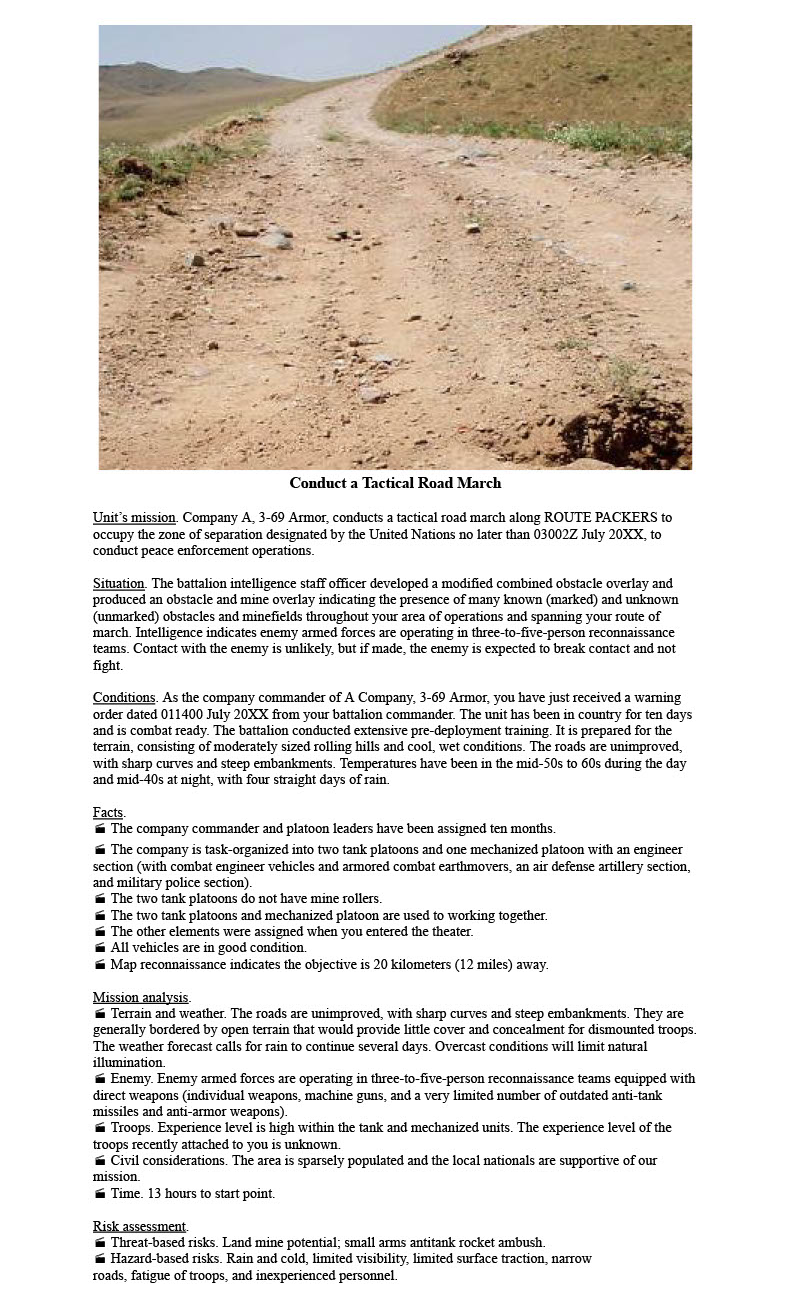 Conduct a Tactical Road March
Unit’s mission. Company A, 3-69 Armor, conducts a tactical road march along ROUTE PACKERS to
occupy the zone of separation designated by the United Nations no later than 03002Z July 20XX, to
conduct peace enforcement operations.
Situation. The battalion intelligence staff officer developed a modified combined obstacle overlay and
produced an obstacle and mine overlay indicating the presence of many known (marked) and unknown
(unmarked) obstacles and minefields throughout your area of operations and spanning your route of
march. Intelligence indicates enemy armed forces are operating in three-to-five-person reconnaissance
teams. Contact with the enemy is unlikely, but if made, the enemy is expected to break contact and not
fight.
Conditions. As the company commander of A Company, 3-69 Armor, you have just received a warning
order dated 011400 July 20XX from your battalion commander. The unit has been in country for ten days
and is combat ready. The battalion conducted extensive pre-deployment training. It is prepared for the
terrain, consisting of moderately sized rolling hills and cool, wet conditions. The roads are unimproved,
with sharp curves and steep embankments. Temperatures have been in the mid-50s to 60s during the day
and mid-40s at night, with four straight days of rain.
Facts.
The company commander and platoon leaders have been assigned ten months.
The company is task-organized into two tank platoons and one mechanized platoon with an engineer
section (with combat engineer vehicles and armored combat earthmovers, an air defense artillery section,
and military police section).
The two tank platoons do not have mine rollers.
The two tank platoons and mechanized platoon are used to working together.
The other elements were assigned when you entered the theater.
All vehicles are in good condition.
Map reconnaissance indicates the objective is 20 kilometers (12 miles) away.
Mission analysis.
Terrain and weather. The roads are unimproved, with sharp curves and steep embankments. They are
generally bordered by open terrain that would provide little cover and concealment for dismounted troops.
The weather forecast calls for rain to continue several days. Overcast conditions will limit natural
illumination.
Enemy. Enemy armed forces are operating in three-to-five-person reconnaissance teams equipped with
direct weapons (individual weapons, machine guns, and a very limited number of outdated anti-tank
missiles and anti-armor weapons).
Troops. Experience level is high within the tank and mechanized units. The experience level of the
troops recently attached to you is unknown.
Civil considerations. The area is sparsely populated and the local nationals are supportive of our
mission.
Time. 13 hours to start point.
Risk assessment.
Threat-based risks. Land mine potential; small arms antitank rocket ambush.
Hazard-based risks. Rain and cold, limited visibility, limited surface traction, narrow
roads, fatigue of troops, and inexperienced personnel.